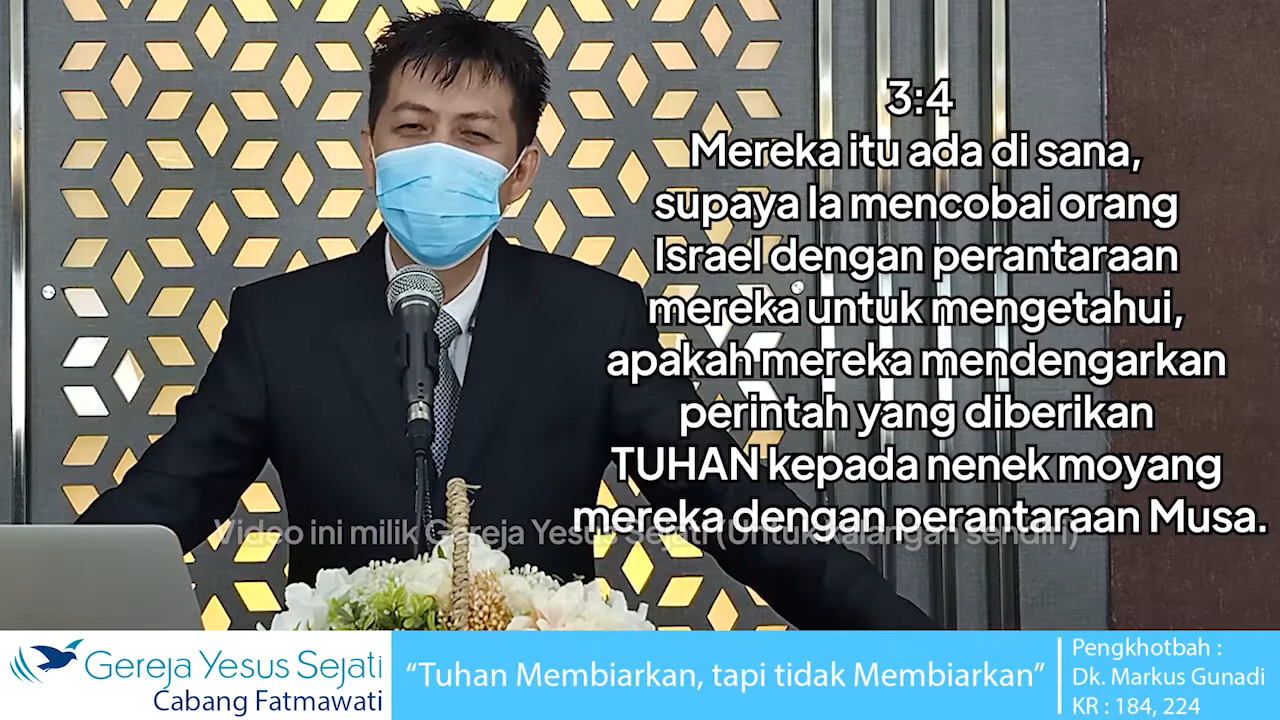 3:4
Mereka itu ada di sana,
supaya Ia mencobai orang
Israel dengan perantaraan
mereka untuk mengetahui,
apakah mereka mendengarkan
perintah yang diberikan
TUHAN kepada nenek moyang
mereka dengan perantaraan Musa.
Video ini milik Gereja Yesus Sejati (Untuk kalangan sendiri)
Gereja Yesus Sejati
Cabang Fatmawati
“Tuhan Membiarkan, tapi tidak Membiarkan”
Pengkhotbah :
Dk. Markus Gunadi
KR : 184, 224